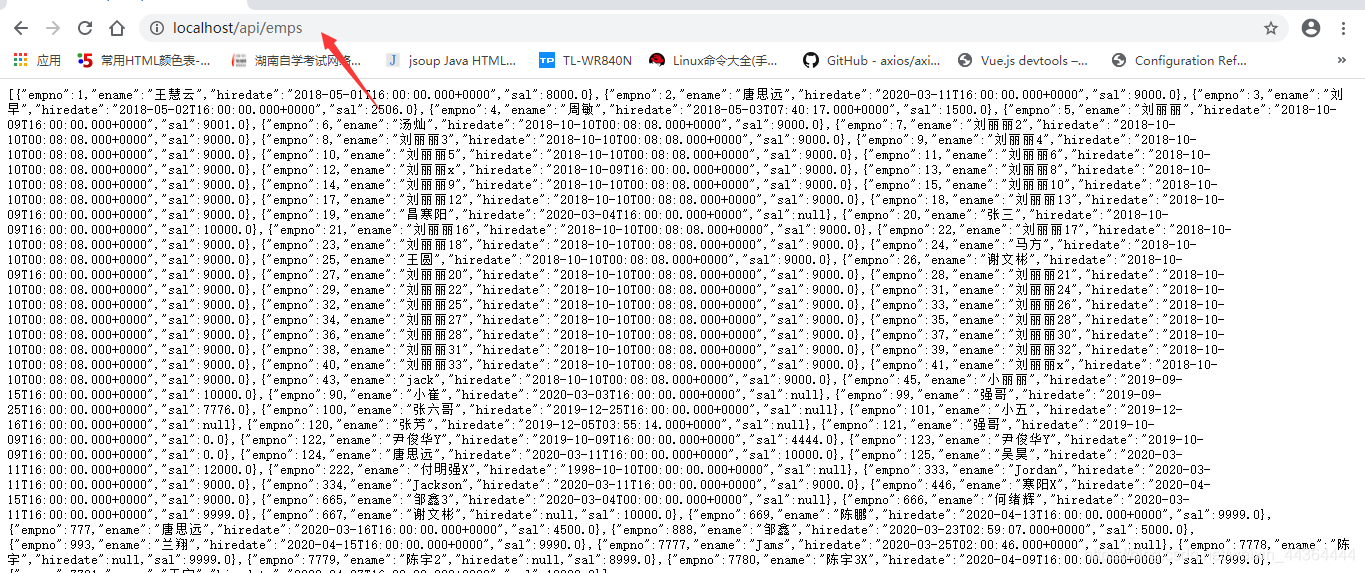 localhost/api/emps
应用 常用HTML颜色表-... 湖南自学考试网络... jsoup Java HTML... TL-WR840N Linux命令大全(手... GitHub - axios/axi... Vue.js devtools –... Configuration Ref... »
[{"empno":1,"ename":"王慧云","hiredate":"2018-05-01T16:00:00.000+0000","sal":8000.0},{"empno":2,"ename":"唐思远","hiredate":"2020-03-11T16:00:00.000+0000","sal":9000.0},{"empno":3,"ename":"刘
早","hiredate":"2018-05-02T16:00:00.000+0000","sal":2506.0},{"empno":4,"ename":"周敏","hiredate":"2018-05-03T07:40:17.000+0000","sal":1500.0},{"empno":5,"ename":"刘丽丽","hiredate":"2018-10-
09T16:00:00.000+0000","sal":9001.0},{"empno":6,"ename":"汤灿","hiredate":"2018-10-10T00:08:08.000+0000","sal":9000.0},{"empno":7,"ename":"刘丽丽2","hiredate":"2018-10-
10T00:08:08.000+0000","sal":9000.0},{"empno":8,"ename":"刘丽丽3","hiredate":"2018-10-10T00:08:08.000+0000","sal":9000.0},{"empno":9,"ename":"刘丽丽4","hiredate":"2018-10-
10T00:08:08.000+0000","sal":9000.0},{"empno":10,"ename":"刘丽丽5","hiredate":"2018-10-10T00:08:08.000+0000","sal":9000.0},{"empno":11,"ename":"刘丽丽6","hiredate":"2018-10-
10T00:08:08.000+0000","sal":9000.0},{"empno":12,"ename":"刘丽丽x","hiredate":"2018-10-09T16:00:00.000+0000","sal":9000.0},{"empno":13,"ename":"刘丽丽8","hiredate":"2018-10-
10T00:08:08.000+0000","sal":9000.0},{"empno":14,"ename":"刘丽丽9","hiredate":"2018-10-10T00:08:08.000+0000","sal":9000.0},{"empno":15,"ename":"刘丽丽10","hiredate":"2018-10-
10T00:08:08.000+0000","sal":9000.0},{"empno":17,"ename":"刘丽丽12","hiredate":"2018-10-10T00:08:08.000+0000","sal":9000.0},{"empno":18,"ename":"刘丽丽13","hiredate":"2018-10-
10T00:08:08.000+0000","sal":9000.0},{"empno":19,"ename":"昌寒阳","hiredate":"2020-03-04T16:00:00.000+0000","sal":null},{"empno":20,"ename":"张三","hiredate":"2018-10-
09T16:00:00.000+0000","sal":10000.0},{"empno":21,"ename":"刘丽丽16","hiredate":"2018-10-10T00:08:08.000+0000","sal":9000.0},{"empno":22,"ename":"刘丽丽17","hiredate":"2018-10-
10T00:08:08.000+0000","sal":9000.0},{"empno":23,"ename":"刘丽丽18","hiredate":"2018-10-10T00:08:08.000+0000","sal":9000.0},{"empno":24,"ename":"马方","hiredate":"2018-10-
10T00:08:08.000+0000","sal":9000.0},{"empno":25,"ename":"王圆","hiredate":"2018-10-10T00:08:08.000+0000","sal":9000.0},{"empno":26,"ename":"谢文彬","hiredate":"2018-10-
09T16:00:00.000+0000","sal":9000.0},{"empno":27,"ename":"刘丽丽20","hiredate":"2018-10-10T00:08:08.000+0000","sal":9000.0},{"empno":28,"ename":"刘丽丽21","hiredate":"2018-10-
10T00:08:08.000+0000","sal":9000.0},{"empno":29,"ename":"刘丽丽22","hiredate":"2018-10-10T00:08:08.000+0000","sal":9000.0},{"empno":31,"ename":"刘丽丽24","hiredate":"2018-10-
10T00:08:08.000+0000","sal":9000.0},{"empno":32,"ename":"刘丽丽25","hiredate":"2018-10-10T00:08:08.000+0000","sal":9000.0},{"empno":33,"ename":"刘丽丽26","hiredate":"2018-10-
10T00:08:08.000+0000","sal":9000.0},{"empno":34,"ename":"刘丽丽27","hiredate":"2018-10-10T00:08:08.000+0000","sal":9000.0},{"empno":35,"ename":"刘丽丽28","hiredate":"2018-10-
10T00:08:08.000+0000","sal":9000.0},{"empno":36,"ename":"刘丽丽28","hiredate":"2018-10-10T00:08:08.000+0000","sal":9000.0},{"empno":37,"ename":"刘丽丽30","hiredate":"2018-10-
10T00:08:08.000+0000","sal":9000.0},{"empno":38,"ename":"刘丽丽31","hiredate":"2018-10-10T00:08:08.000+0000","sal":9000.0},{"empno":39,"ename":"刘丽丽32","hiredate":"2018-10-
10T00:08:08.000+0000","sal":9000.0},{"empno":40,"ename":"刘丽丽33","hiredate":"2018-10-10T00:08:08.000+0000","sal":9000.0},{"empno":41,"ename":"刘丽丽x","hiredate":"2018-10-
10T00:08:08.000+0000","sal":9000.0},{"empno":43,"ename":"jack","hiredate":"2018-10-10T00:08:08.000+0000","sal":9000.0},{"empno":45,"ename":"小丽丽","hiredate":"2019-09-
15T16:00:00.000+0000","sal":10000.0},{"empno":90,"ename":"小崔","hiredate":"2020-03-03T16:00:00.000+0000","sal":null},{"empno":99,"ename":"强哥","hiredate":"2019-09-
25T16:00:00.000+0000","sal":7776.0},{"empno":100,"ename":"张六哥","hiredate":"2019-12-25T16:00:00.000+0000","sal":null},{"empno":101,"ename":"小五","hiredate":"2019-12-
16T16:00:00.000+0000","sal":null},{"empno":120,"ename":"张芳","hiredate":"2019-12-05T03:55:14.000+0000","sal":null},{"empno":121,"ename":"强哥","hiredate":"2019-10-
09T16:00:00.000+0000","sal":0.0},{"empno":122,"ename":"尹俊华Y","hiredate":"2019-10-09T16:00:00.000+0000","sal":4444.0},{"empno":123,"ename":"尹俊华Y","hiredate":"2019-10-
09T16:00:00.000+0000","sal":0.0},{"empno":124,"ename":"唐思远","hiredate":"2020-03-11T16:00:00.000+0000","sal":10000.0},{"empno":125,"ename":"吴昊","hiredate":"2020-03-
11T16:00:00.000+0000","sal":12000.0},{"empno":222,"ename":"付明强X","hiredate":"1998-10-10T00:00:00.000+0000","sal":null},{"empno":333,"ename":"Jordan","hiredate":"2020-03-
11T16:00:00.000+0000","sal":9000.0},{"empno":334,"ename":"Jackson","hiredate":"2020-03-11T16:00:00.000+0000","sal":9000.0},{"empno":446,"ename":"寒阳X","hiredate":"2020-04-
15T16:00:00.000+0000","sal":9999.0},{"empno":665,"ename":"邹鑫3","hiredate":"2020-03-04T00:00:00.000+0000","sal":null},{"empno":666,"ename":"何绪辉","hiredate":"2020-03-
11T16:00:00.000+0000","sal":9000.0},{"empno":667,"ename":"谢文彬","hiredate":null,"sal":10000.0},{"empno":669,"ename":"陈鹏","hiredate":"2020-04-13T16:00:00.000+0000","sal":9999.0},
{"empno":777,"ename":"唐思远","hiredate":"2020-03-16T16:00:00.000+0000","sal":4500.0},{"empno":888,"ename":"邹鑫","hiredate":"2020-03-23T02:59:07.000+0000","sal":5000.0},
{"empno":993,"ename":"兰翔","hiredate":"2020-04-15T16:00:00.000+0000","sal":9990.0},{"empno":7777,"ename":"Jams","hiredate":"2020-03-25T02:00:46.000+0000","sal":null},{"empno":7778,"ename":"陈
宇","hiredate":null,"sal":9500.0},{"empno":7779,"ename":"陈宇2","hiredate":null,"sal":8999.0},{"empno":7780,"ename":"陈宇3X","hiredate":"2020-04-09T16:00:00.000+0000","sal":7999.0},